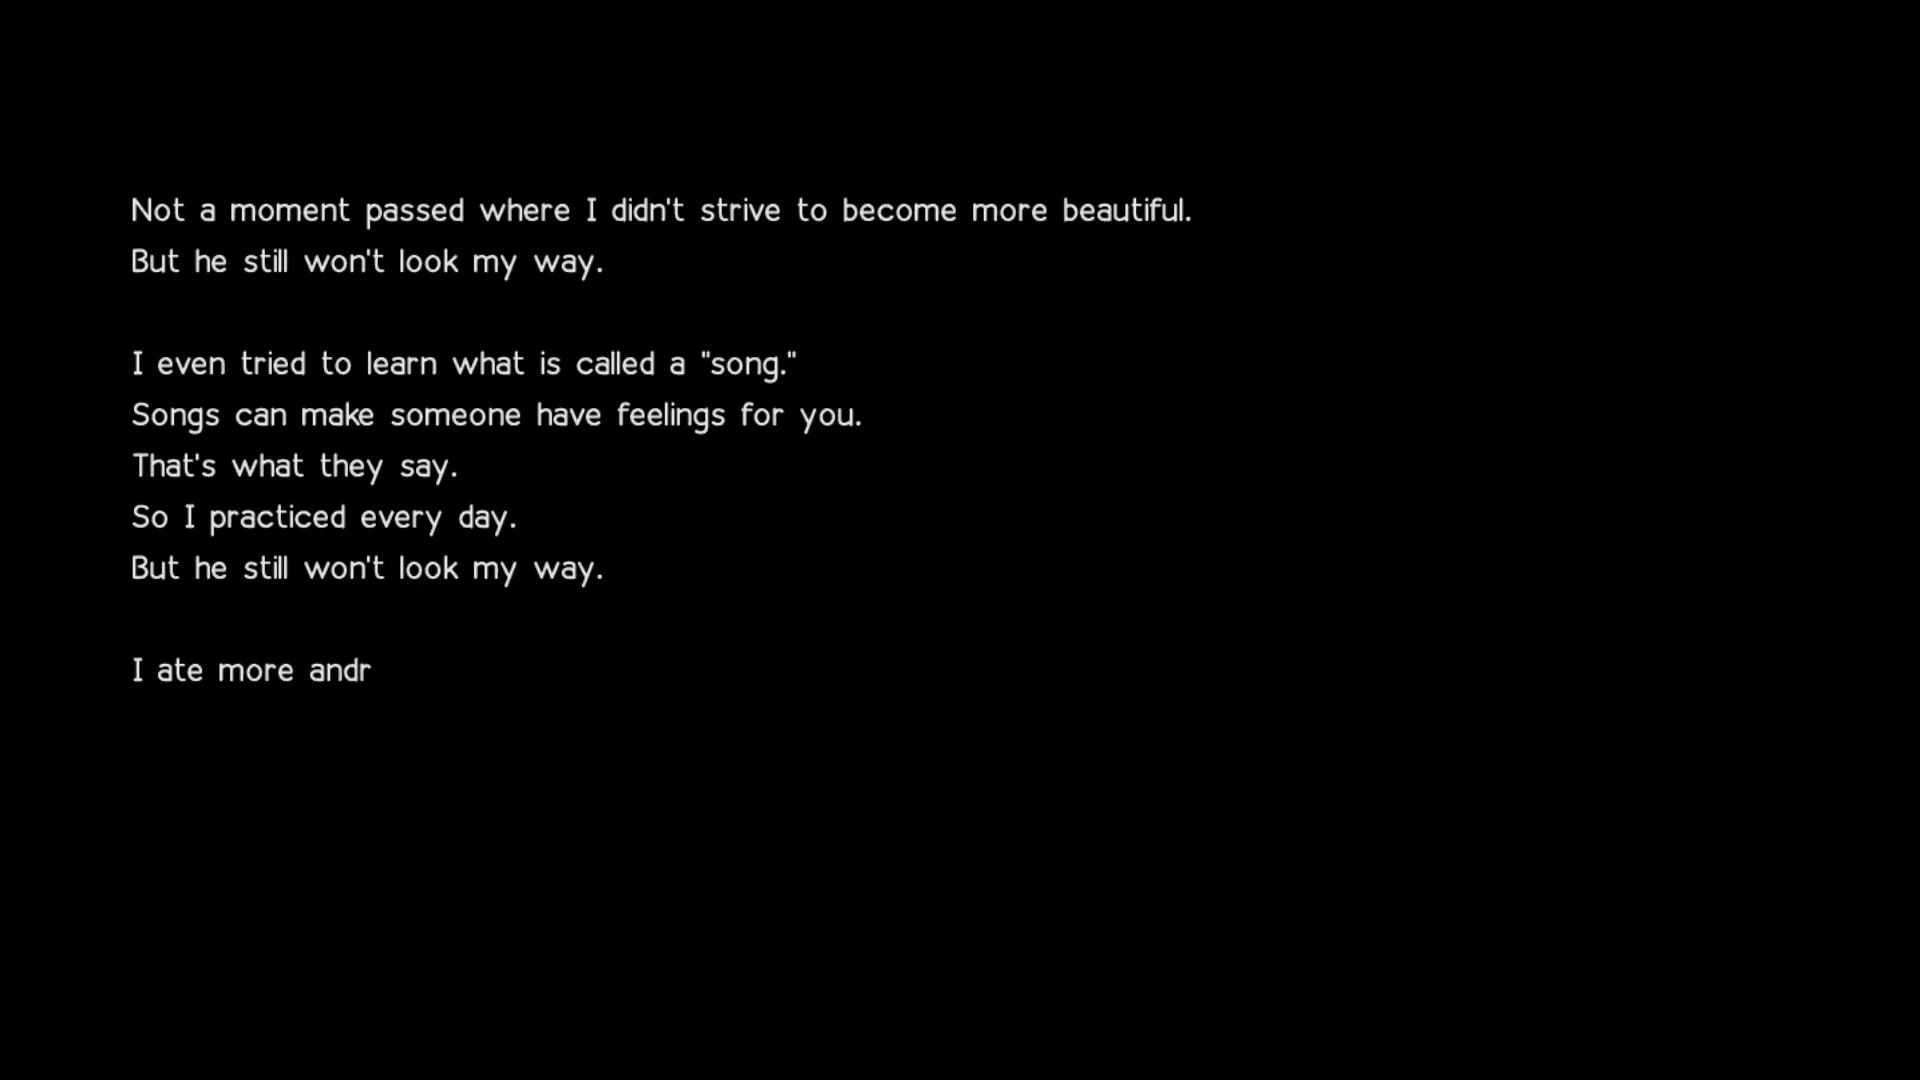 Not a moment passed where I didn't strive to become more beautiful.
But he still won't look my way.
I even tried to learn what is called a "song."
Songs can make someone have feelings for you.
That's what they say.
So I practiced every day.
But he still won't look my way.
I ate more andr